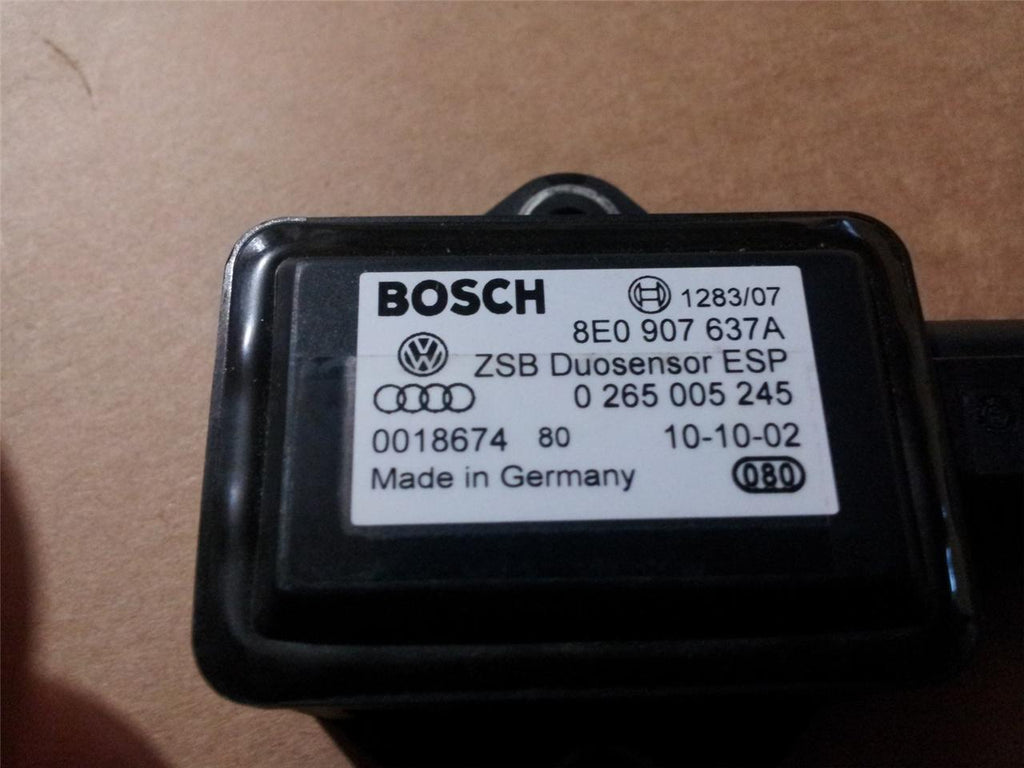 BOSCH 1283/07
8E0 907 637A
ZSB Duosensor ESP
0 265 005 245
0018674 80 10-10-02
Made in Germany 080